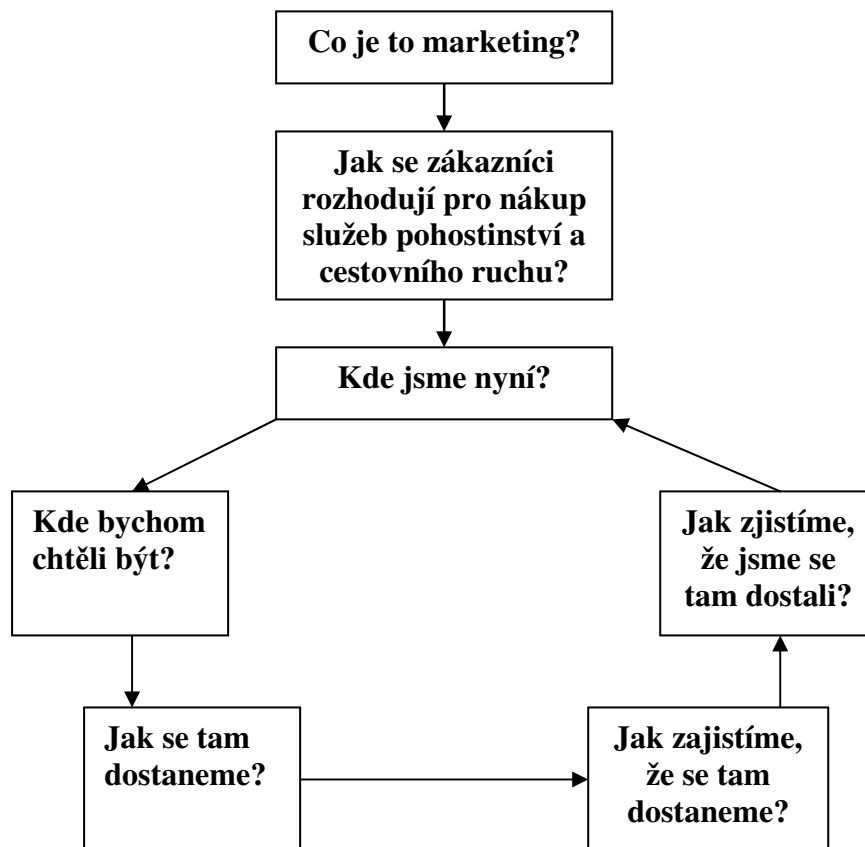 Co je to marketing?
Jak se zákazníci
rozhodují pro nákup
služeb pohostinství a
cestovního ruchu?
Kde jsme nyní?
Kde bychom
chtěli být?
Jak zjistíme,
že jsme se
tam dostali?
Jak se tam
dostaneme?
Jak zajistíme,
že se tam
dostaneme?